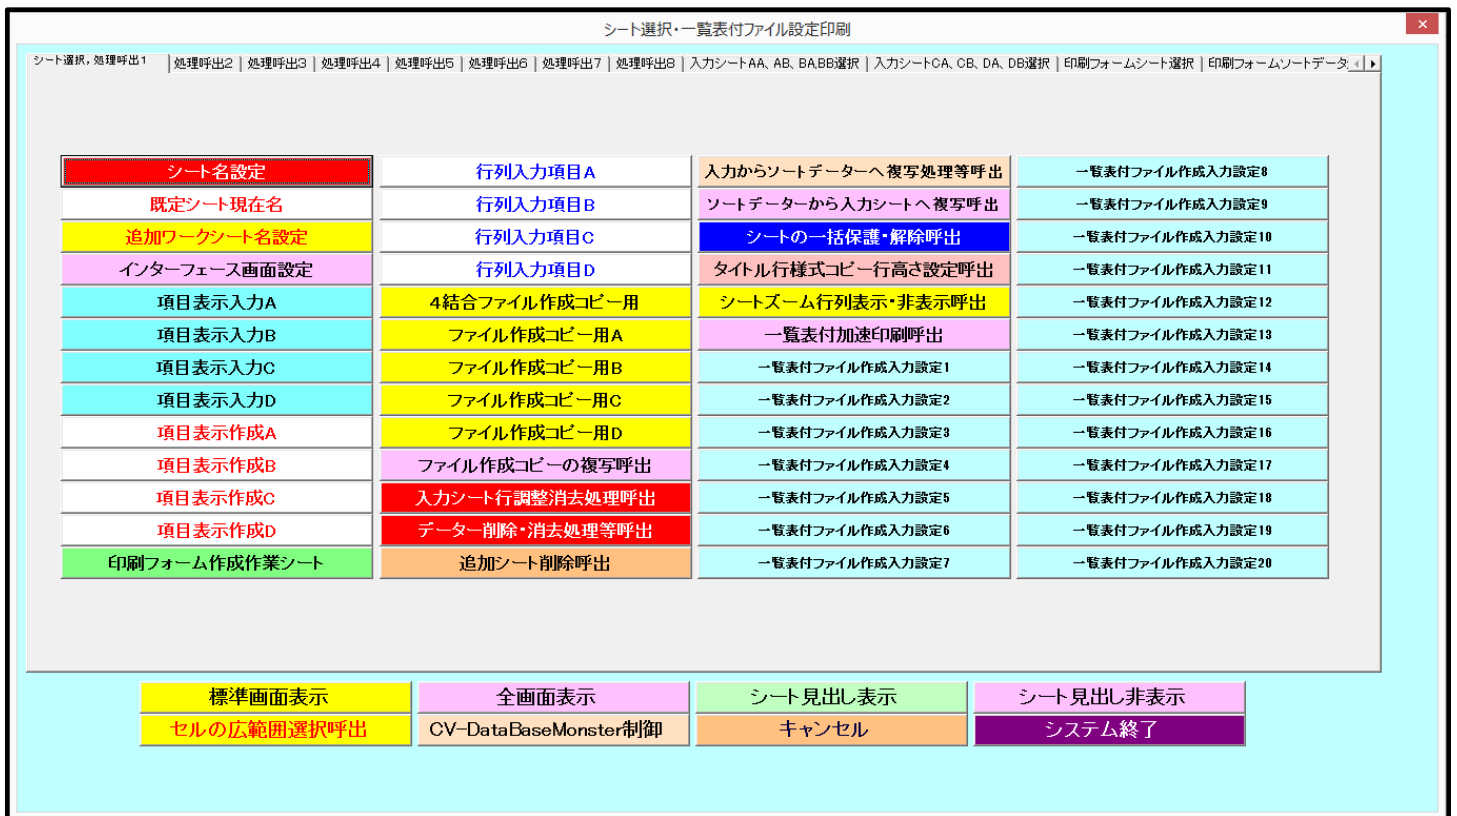 シート選択・一覧表付ファイル設定印刷
シート選択, 処理呼出1 処理呼出2 処理呼出3 処理呼出4 処理呼出5 処理呼出6 処理呼出7 処理呼出8 入力シートAA、AB、BA,BB選択 入力シートCA、CB、DA、DB選択 印刷フォームシート選択 印刷フォームソートデータ
シート名設定 行列入力項目A 入力からソートデーターへ複写処理等呼出 一覧表付ファイル作成入力設定8
既定シート現在名 行列入力項目B ソートデーターから入力シートへ複写呼出 一覧表付ファイル作成入力設定9
追加ワークシート名設定 行列入力項目C シートの一括保護・解除呼出 一覧表付ファイル作成入力設定10
インターフェース画面設定 行列入力項目D タイトル行様式コピー行高さ設定呼出 一覧表付ファイル作成入力設定11
項目表示入力A 4結合ファイル作成コピー用 シートズーム行列表示・非表示呼出 一覧表付ファイル作成入力設定12
項目表示入力B ファイル作成コピー用A 一覧表付加速印刷呼出 一覧表付ファイル作成入力設定13
項目表示入力C ファイル作成コピー用B 一覧表付ファイル作成入力設定1 一覧表付ファイル作成入力設定14
項目表示入力D ファイル作成コピー用C 一覧表付ファイル作成入力設定2 一覧表付ファイル作成入力設定15
項目表示作成A ファイル作成コピー用D 一覧表付ファイル作成入力設定3 一覧表付ファイル作成入力設定16
項目表示作成B ファイル作成コピーの複写呼出 一覧表付ファイル作成入力設定4 一覧表付ファイル作成入力設定17
項目表示作成C 入力シート行調整消去処理呼出 一覧表付ファイル作成入力設定5 一覧表付ファイル作成入力設定18
項目表示作成D データー削除・消去処理等呼出 一覧表付ファイル作成入力設定6 一覧表付ファイル作成入力設定19
印刷フォーム作成作業シート 追加シート削除呼出 一覧表付ファイル作成入力設定7 一覧表付ファイル作成入力設定20
標準画面表示 全画面表示 シート見出し表示 シート見出し非表示
セルの広範囲選択呼出 CV-DataBaseMonster制御 キャンセル システム終了